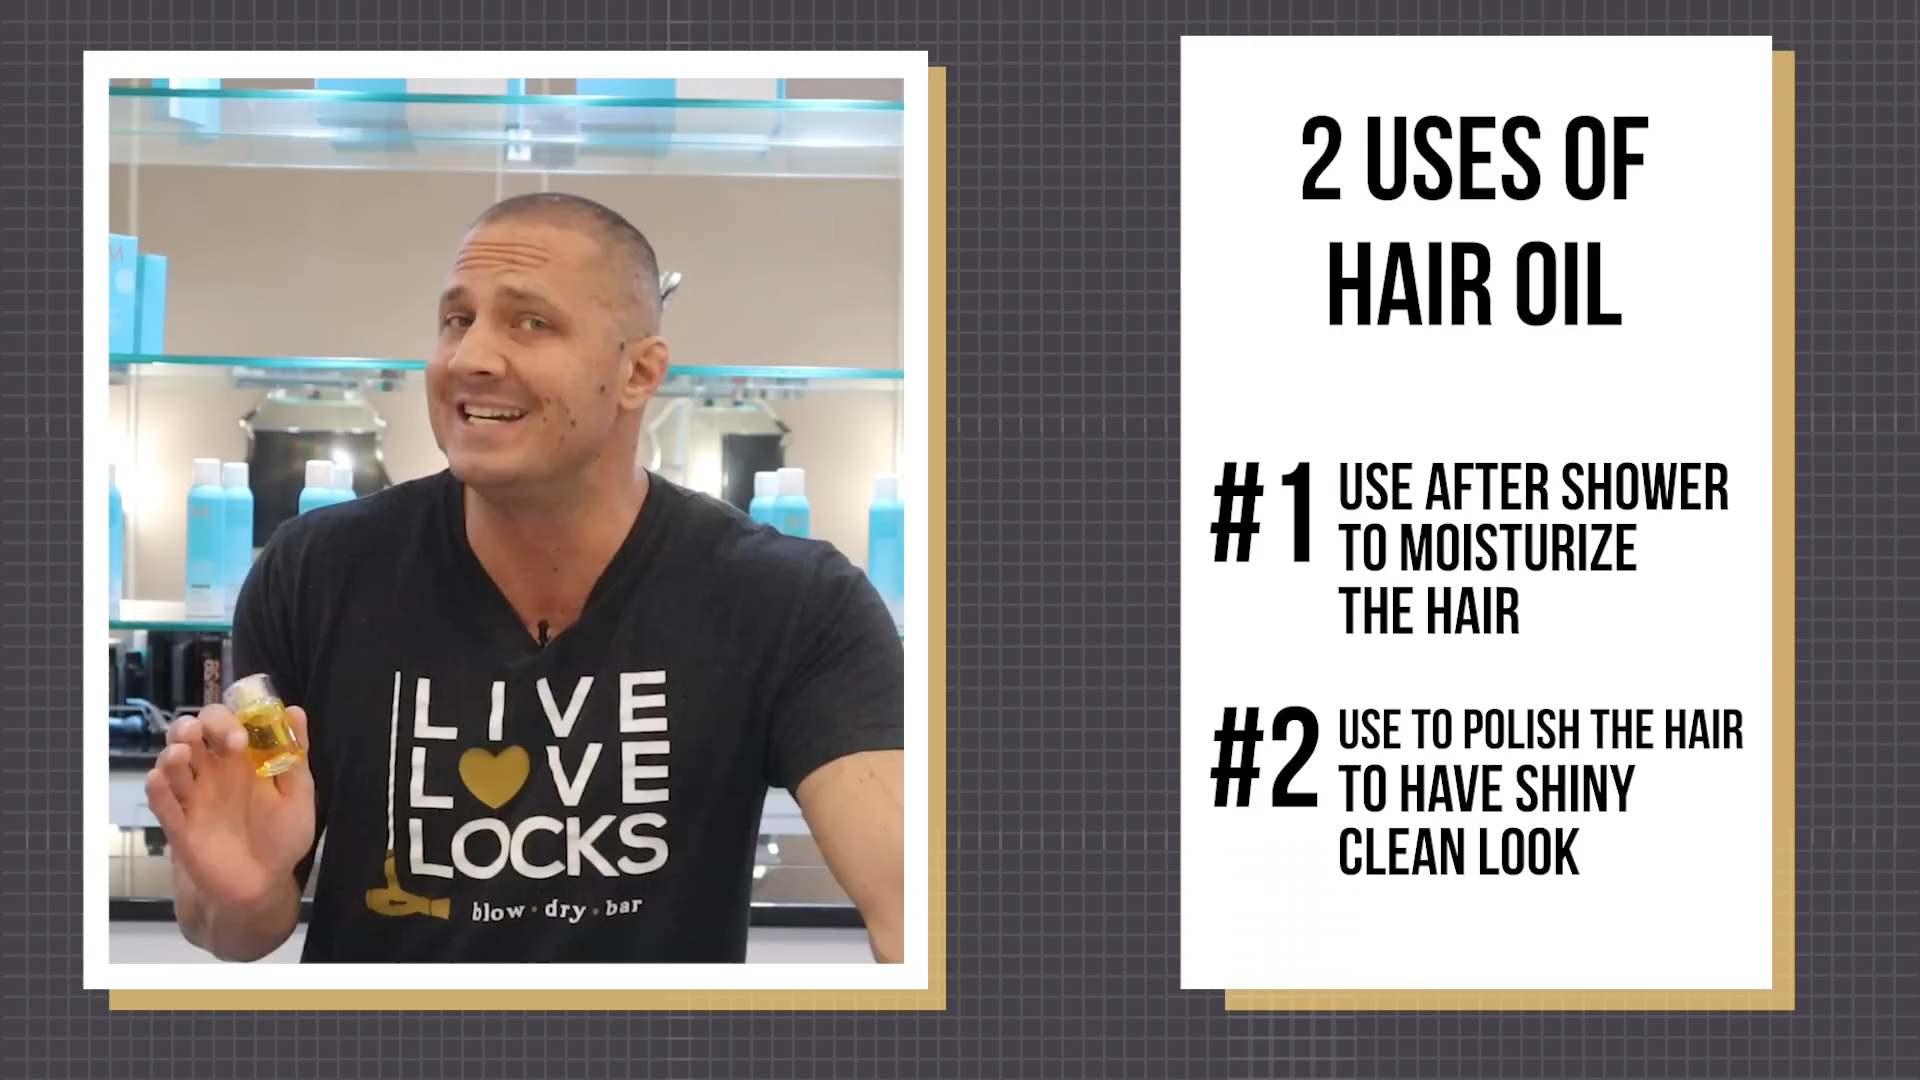 2 USES OF
HAIR OIL
#1 USE AFTER SHOWER
TO MOISTURIZE
THE HAIR
#2 USE TO POLISH THE HAIR
TO HAVE SHINY
CLEAN LOOK
LIVE
LOVE
LOCKS
blow · dry · bar